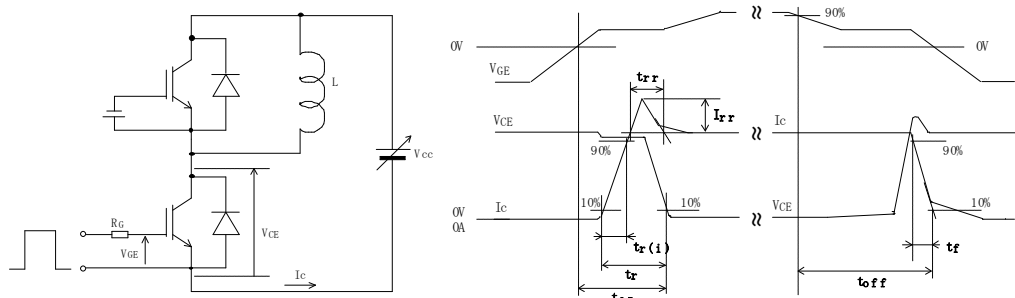 L
Vcc
RG
VGE
VCE
Ic
90%
0V
0V
VGE
trr
Irr
VCE
Ic
90%
90%
10%
10%
10%
0V
0A
Ic
VCE
tr(i)
tf
tr
toff